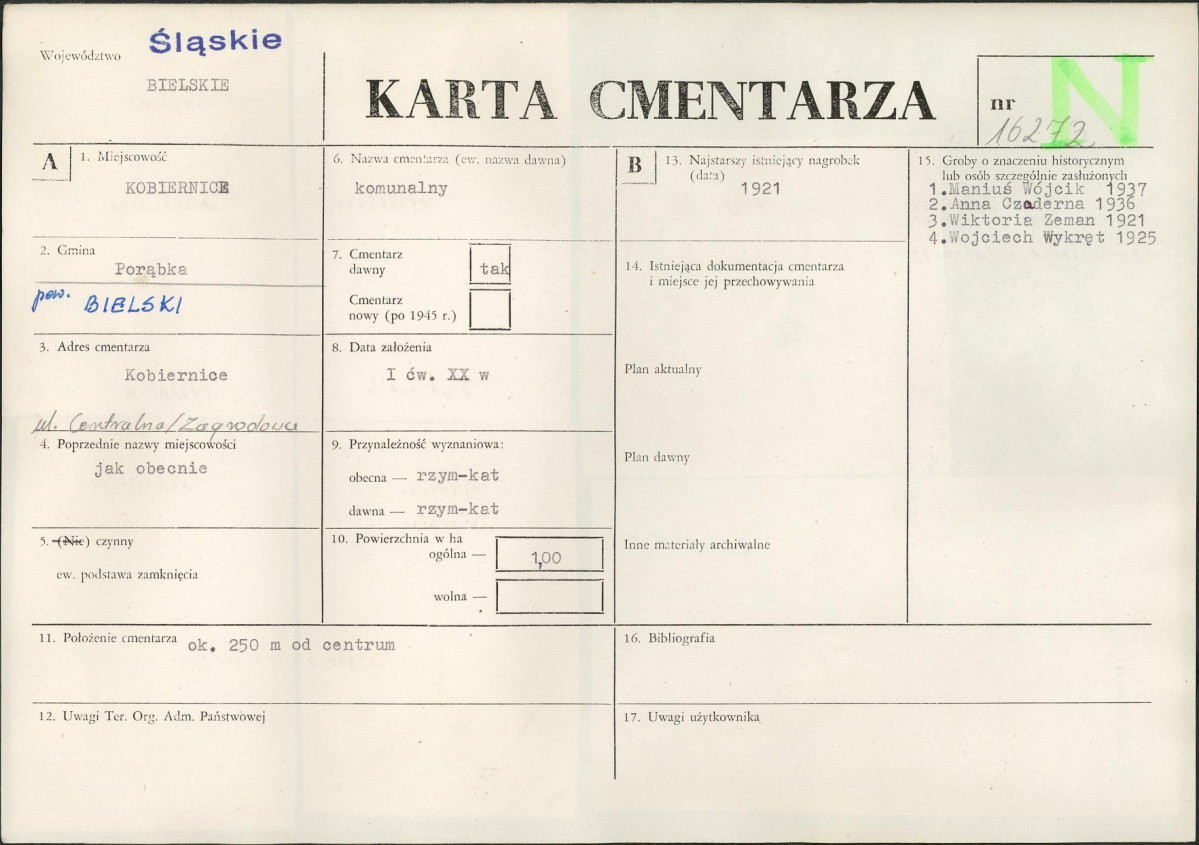 Województwo Śląskie
BIELSKIE
KARTA CMENTARZA
nr N
16272
A
1. Miejscowość
KOBIERNICE
2. Gmina
Porąbka
pow. BIELSKI
3. Adres cmentarza
Kobiernice
ul. Centralna/Zagrodowa
4. Poprzednie nazwy miejscowości
jak obecnie
5. (Nie) czynny
ew. podstawa zamknięcia
6. Nazwa cmentarza (ew. nazwa dawna)
komunalny
7. Cmentarz
dawny tak
Cmentarz
nowy (po 1945 r.)
8. Data założenia
I ćw. XX w
9. Przynależność wyznaniowa:
obecna — rzym-kat
dawna — rzym-kat
10. Powierzchnia w ha
ogólna — 1,00
wolna —
11. Położenie cmentarza ok. 250 m od centrum
12. Uwagi Ter. Org. Adm. Państwowej
B
13. Najstarszy istniejący nagrobek
(data)
1921
14. Istniejąca dokumentacja cmentarza
i miejsce jej przechowywania
Plan aktualny
Plan dawny
Inne materiały archiwalne
15. Groby o znaczeniu historycznym
lub osób szczególnie zasłużonych
1.Maniuś Wójcik 1937
2.Anna Czaderna 1936
3.Wiktoria Zeman 1921
4.Wojciech Wykręt 1925
16. Bibliografia
17. Uwagi użytkownika